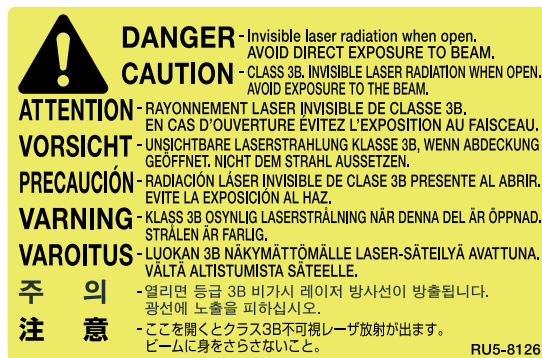 DANGER - Invisible laser radiation when open.
AVOID DIRECT EXPOSURE TO BEAM.
CAUTION - CLASS 3B. INVISIBLE LASER RADIATION WHEN OPEN.
AVOID EXPOSURE TO THE BEAM.
ATTENTION - RAYONNEMENT LASER INVISIBLE DE CLASSE 3B.
EN CAS D'OUVERTURE ÉVITEZ L'EXPOSITION AU FAISCEAU.
VORSICHT - UNSICHTBARE LASERSTRAHLUNG KLASSE 3B, WENN ABDECKUNG
GEÖFFNET. NICHT DEM STRAHL AUSSETZEN.
PRECAUCIÓN - RADIACIÓN LÁSER INVISIBLE DE CLASE 3B PRESENTE AL ABRIR.
EVITE LA EXPOSICIÓN AL HAZ.
VARNING - KLASS 3B OSYNLIG LASERSTRÅLNING NÄR DENNA DEL ÄR ÖPPNAD.
STRÅLEN ÄR FARLIG.
VAROITUS - LUOKAN 3B NÄKYMÄTTÖMÄLLE LASER-SÄTEILYÄ AVATTUNA.
VÄLTÄ ALTISTUMISTA SÄTEELLE.
주 의 - 열리면 등급 3B 비가시 레이저 방사선이 방출됩니다.
광선에 노출을 피하십시오.
注 意 - ここを開くとクラス3B不可視レーザ放射が出ます。
ビームに身をさらさないこと。
RU5-8126